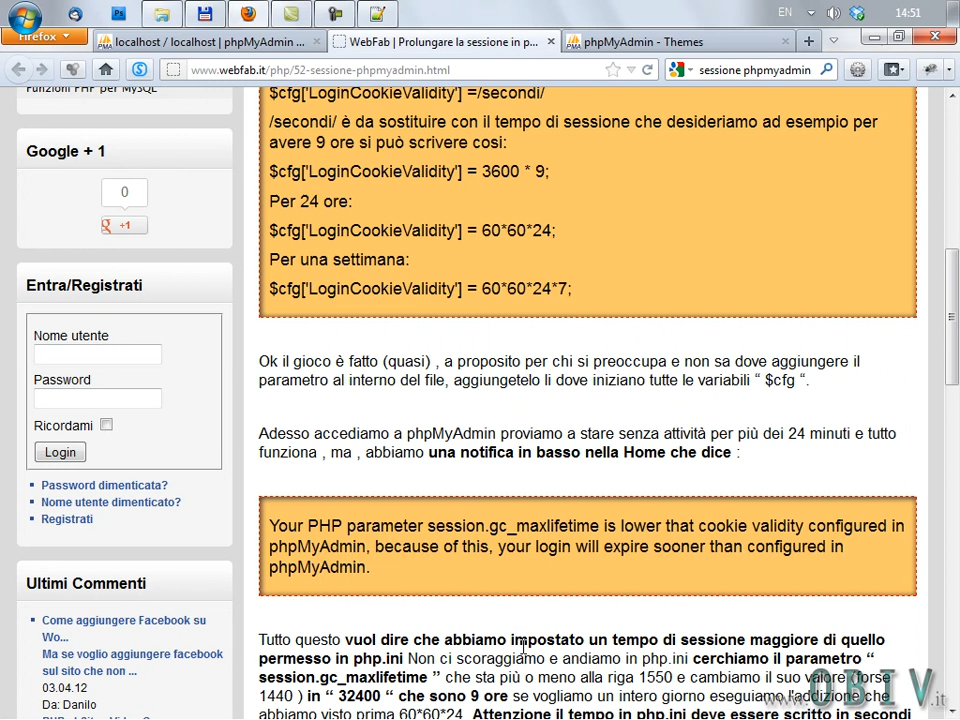 EN 14:51
Firefox
localhost / localhost | phpMyAdmin ...
WebFab | Prolungare la sessione in p...
phpMyAdmin - Themes
www.webfab.it/php/52-sessione-phpmyadmin.html
sessione phpmyadmin
Funzioni PHP per MySQL
Google + 1
0
+1
Entra/Registrati
Nome utente
Password
Ricordami
Login
Password dimenticata?
Nome utente dimenticato?
Registrati
Ultimi Commenti
Come aggiungere Facebook su
Wo...
Ma se voglio aggiungere facebook
sul sito che non ...
03.04.12
Da: Danilo
$cfg['LoginCookieValidity'] =/secondi/
/secondi/ è da sostituire con il tempo di sessione che desideriamo ad esempio per
avere 9 ore si può scrivere cosi:
$cfg['LoginCookieValidity'] = 3600 * 9;
Per 24 ore:
$cfg['LoginCookieValidity'] = 60*60*24;
Per una settimana:
$cfg['LoginCookieValidity'] = 60*60*24*7;
Ok il gioco è fatto (quasi) , a proposito per chi si preoccupa e non sa dove aggiungere il
parametro al interno del file, aggiungetelo li dove iniziano tutte le variabili “ $cfg “.
Adesso accediamo a phpMyAdmin proviamo a stare senza attività per più dei 24 minuti e tutto
funziona , ma , abbiamo una notifica in basso nella Home che dice :
Your PHP parameter session.gc_maxlifetime is lower that cookie validity configured in
phpMyAdmin, because of this, your login will expire sooner than configured in
phpMyAdmin.
Tutto questo vuol dire che abbiamo impostato un tempo di sessione maggiore di quello
permesso in php.ini Non ci scoraggiamo e andiamo in php.ini cerchiamo il parametro “
session.gc_maxlifetime ” che sta più o meno alla riga 1550 e cambiamo il suo valore (forse
1440 ) in “ 32400 “ che sono 9 ore se vogliamo un intero giorno eseguiamo l'addizione che
abbiamo visto prima 60*60*24. Attenzione il tempo in php.ini deve essere scritto in secondi
www.OBIV.it